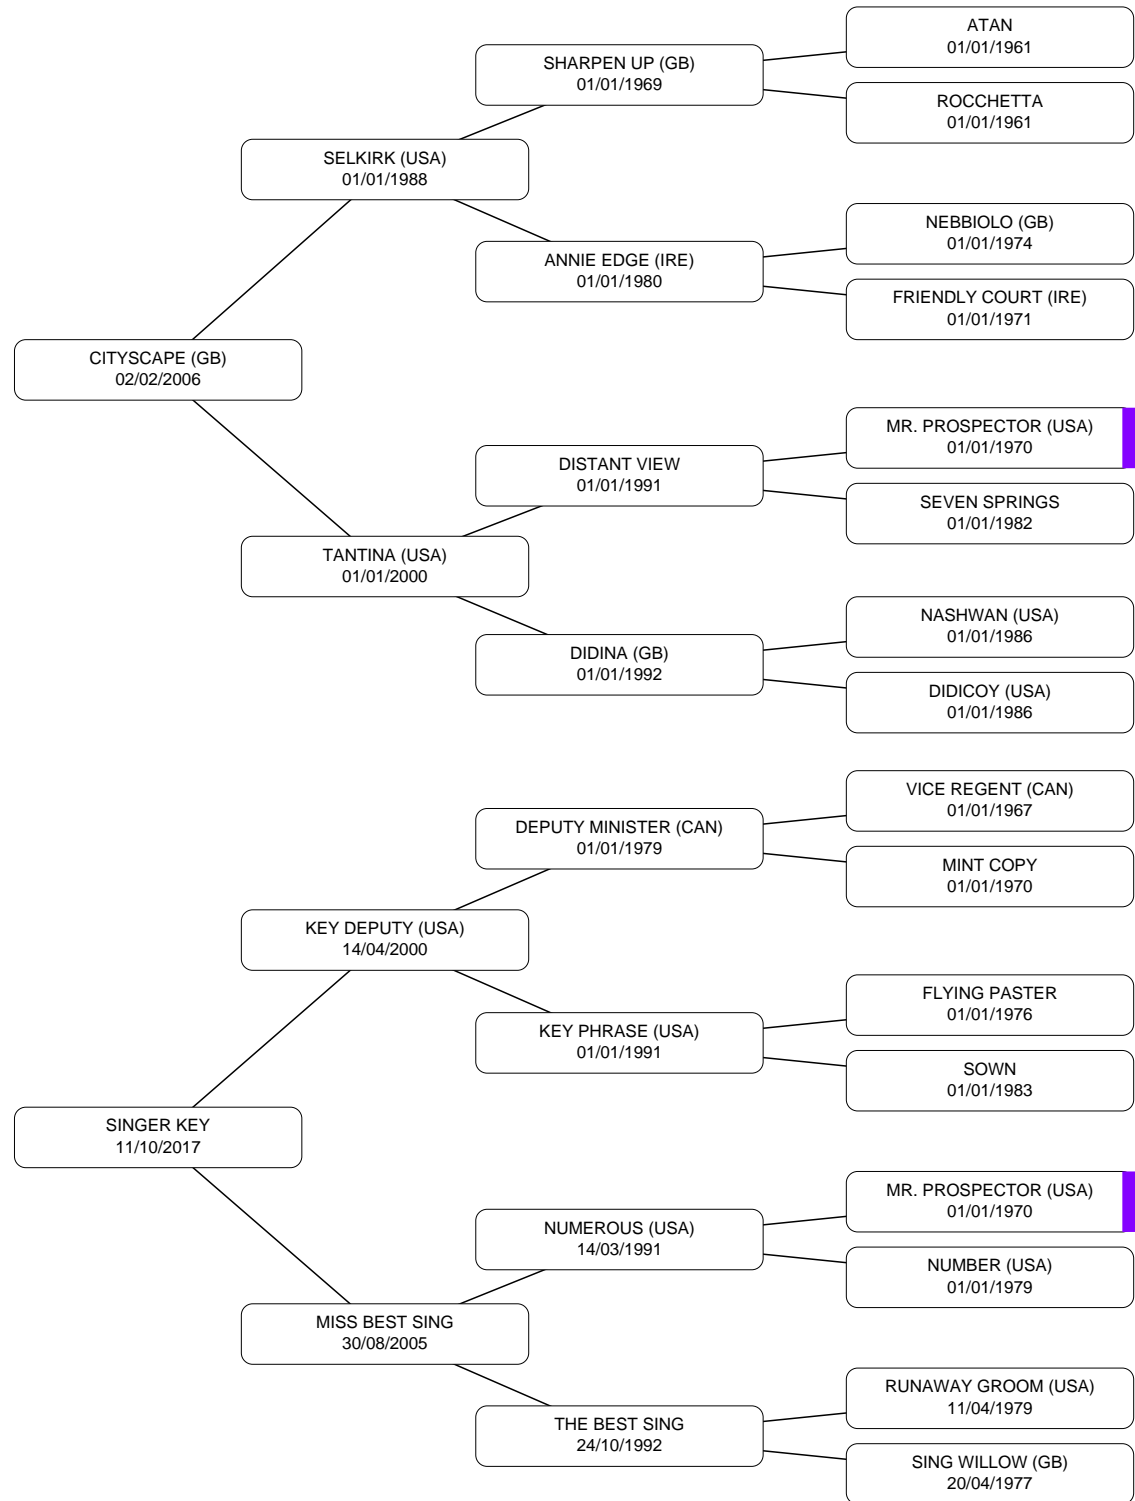 ATAN
01/01/1961
SHARPEN UP (GB)
01/01/1969
ROCCHETTA
01/01/1961
SELKIRK (USA)
01/01/1988
NEBBIOLO (GB)
01/01/1974
ANNIE EDGE (IRE)
01/01/1980
FRIENDLY COURT (IRE)
01/01/1971
CITYSCAPE (GB)
02/02/2006
MR. PROSPECTOR (USA)
01/01/1970
DISTANT VIEW
01/01/1991
SEVEN SPRINGS
01/01/1982
TANTINA (USA)
01/01/2000
NASHWAN (USA)
01/01/1986
DIDINA (GB)
01/01/1992
DIDICOY (USA)
01/01/1986
VICE REGENT (CAN)
01/01/1967
DEPUTY MINISTER (CAN)
01/01/1979
MINT COPY
01/01/1970
KEY DEPUTY (USA)
14/04/2000
FLYING PASTER
01/01/1976
KEY PHRASE (USA)
01/01/1991
SOWN
01/01/1983
SINGER KEY
11/10/2017
MR. PROSPECTOR (USA)
01/01/1970
NUMEROUS (USA)
14/03/1991
NUMBER (USA)
01/01/1979
MISS BEST SING
30/08/2005
RUNAWAY GROOM (USA)
11/04/1979
THE BEST SING
24/10/1992
SING WILLOW (GB)
20/04/1977